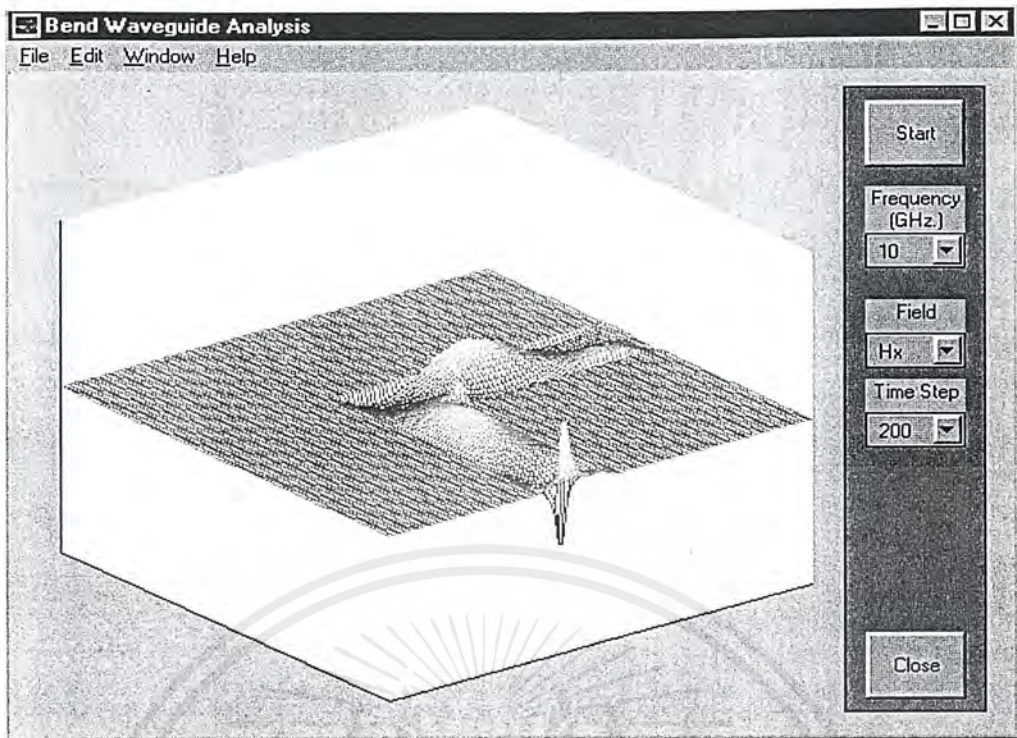 Bend Waveguide Analysis
File Edit Window Help
Start
Frequency
(GHz.)
10
Field
Hx
Time Step
200
Close